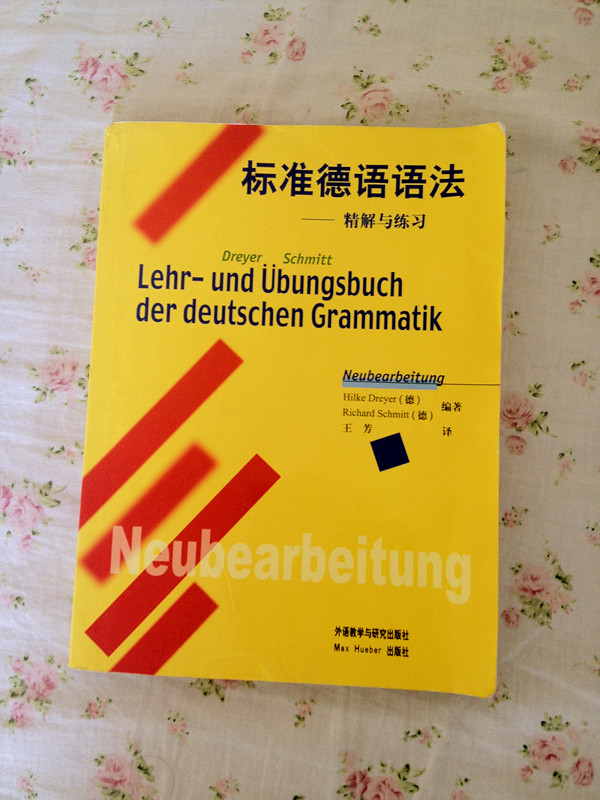 标准德语语法
—— 精解与练习
Dreyer Schmitt
Lehr- und Übungsbuch
der deutschen Grammatik
Neubearbeitung
Hilke Dreyer (德)
Richard Schmitt (德) 编著
王 芳 译
Neubearbeitung
外语教学与研究出版社
Max Hueber 出版社